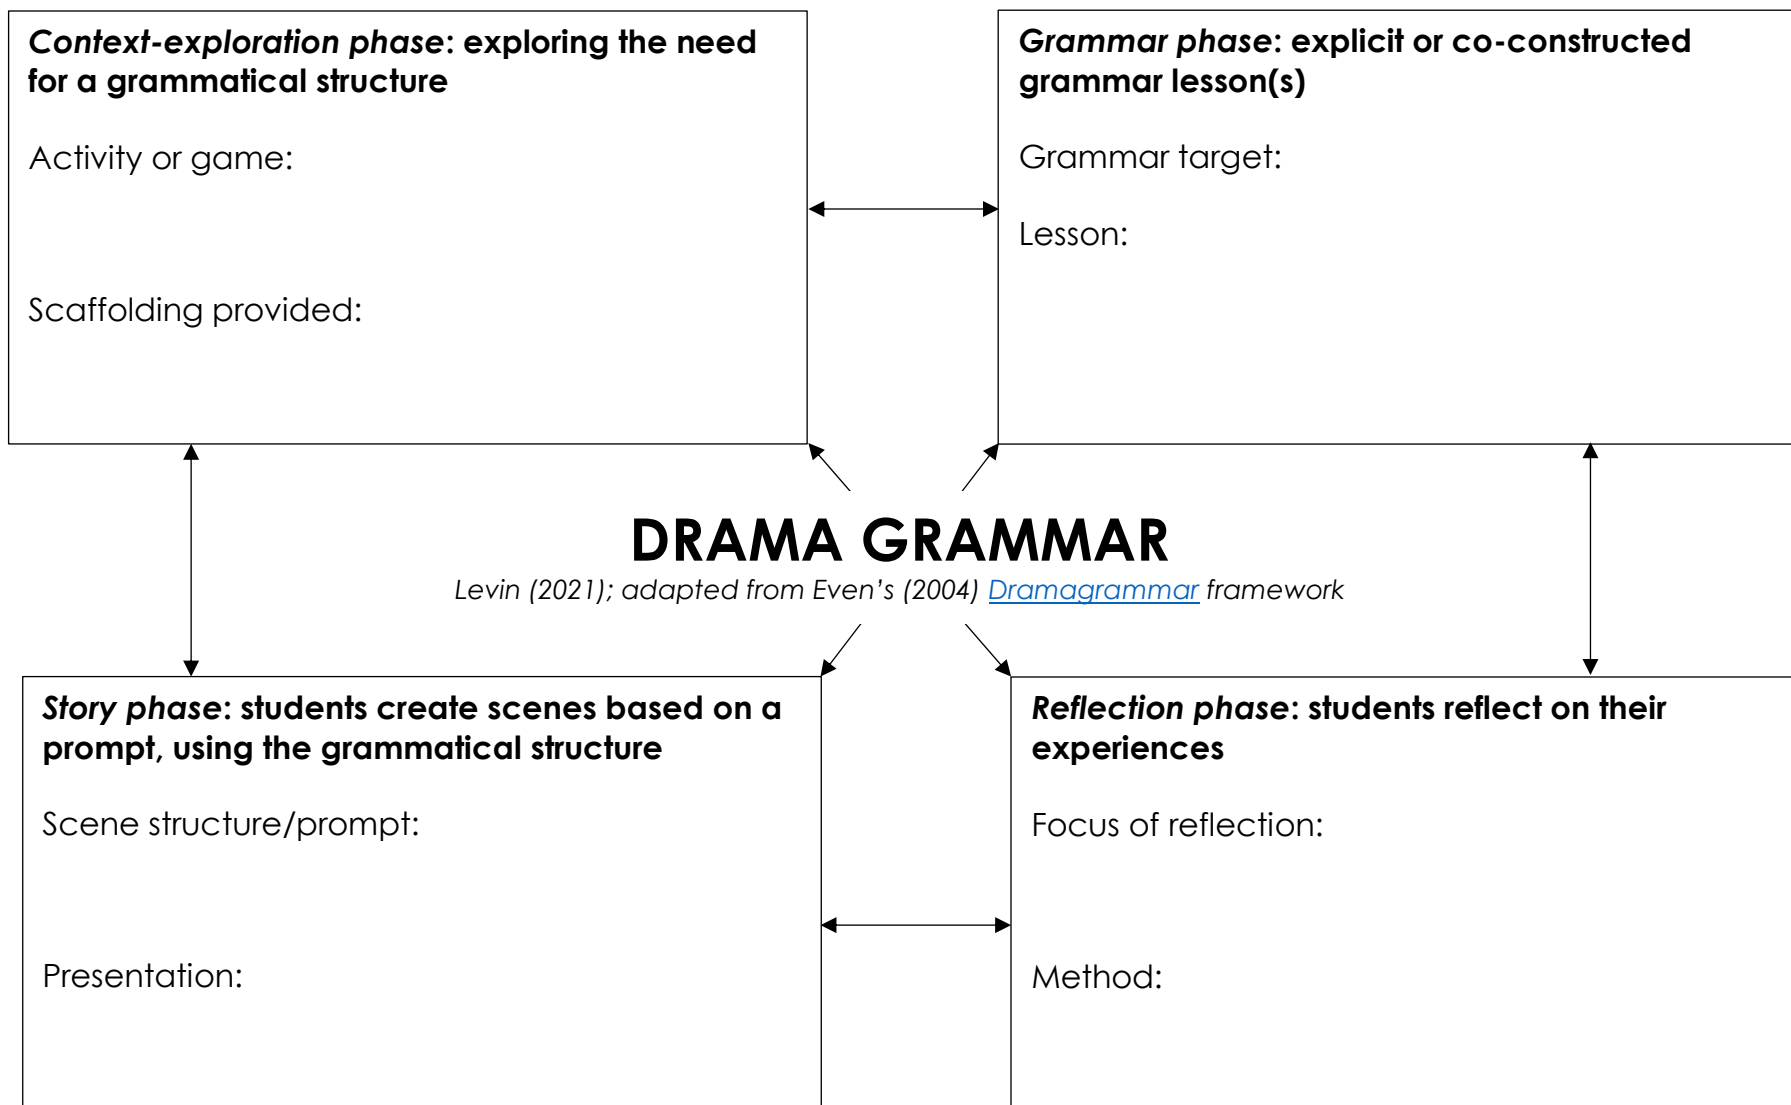 Context-exploration phase: exploring the need
for a grammatical structure
Activity or game:
Scaffolding provided:
Grammar phase: explicit or co-constructed
grammar lesson(s)
Grammar target:
Lesson:
DRAMA GRAMMAR
Levin (2021); adapted from Even’s (2004) Dramagrammar framework
Story phase: students create scenes based on a
prompt, using the grammatical structure
Scene structure/prompt:
Presentation:
Reflection phase: students reflect on their
experiences
Focus of reflection:
Method: